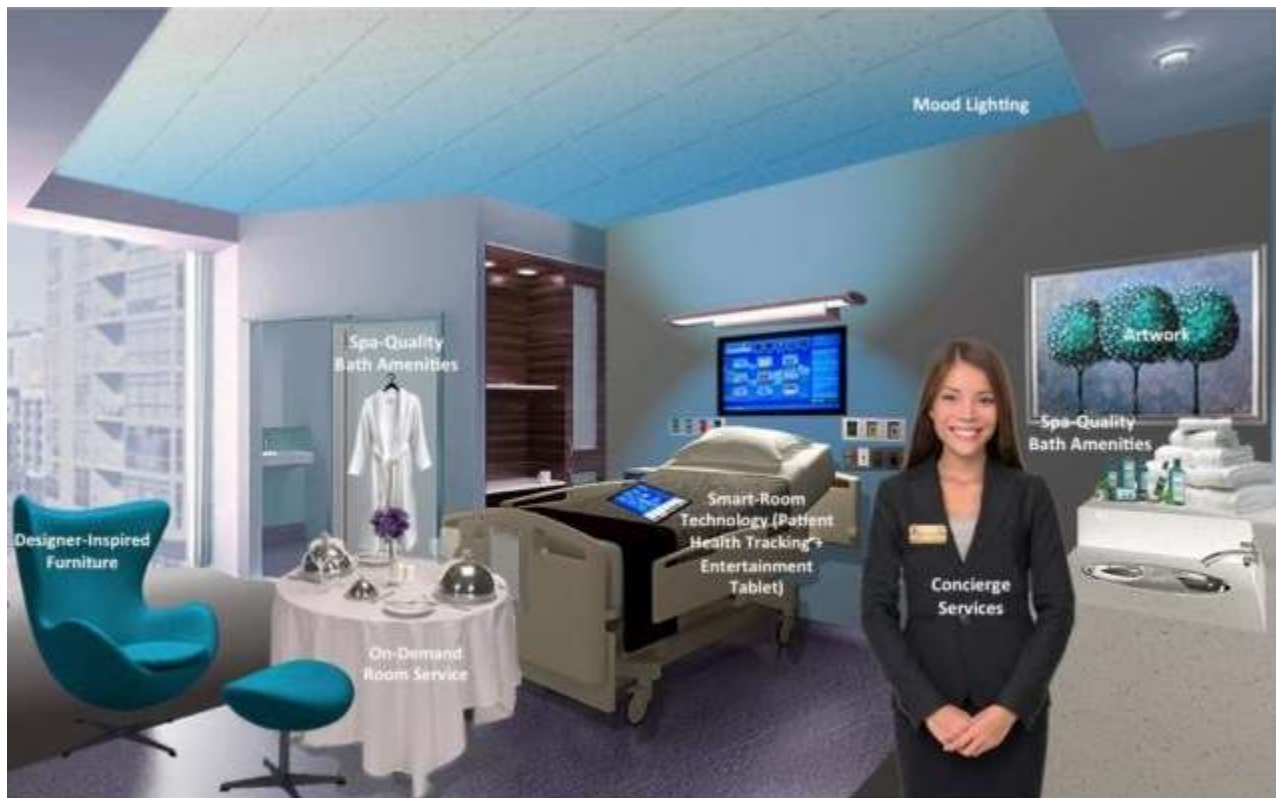 Mood Lighting
Spa-Quality
Bath Amenities
Artwork
Spa-Quality
Bath Amenities
Smart-Room
Technology (Patient
Health Tracking +
Entertainment
Tablet)
Designer-Inspired
Furniture
Concierge
Services
On-Demand
Room Service